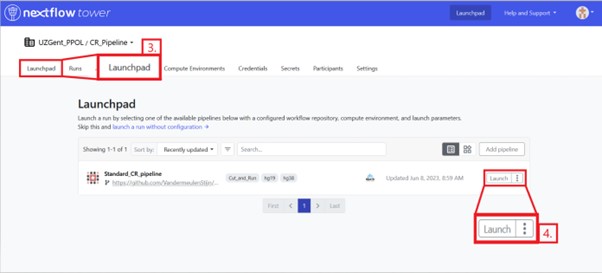 nextflow tower
Launchpad Help and Support
UZGent_PPOL / CR_Pipeline
3.
Launchpad Runs Launchpad Compute Environments Credentials Secrets Participants Settings
Launchpad
Launch a run by selecting one of the available pipelines below with a configured workflow repository, compute environment, and launch parameters.
Skip this and launch a run without configuration →
Showing 1-1 of 1 Sort by: Recently updated Search... Add pipeline
Standard_CR_pipeline
https://github.com/VandermeulenSteijn/...
Cut_and_Run hg19 hg38 Updated Jun 8, 2023, 8:59 AM Launch
First < 1 > Last
Launch 4.